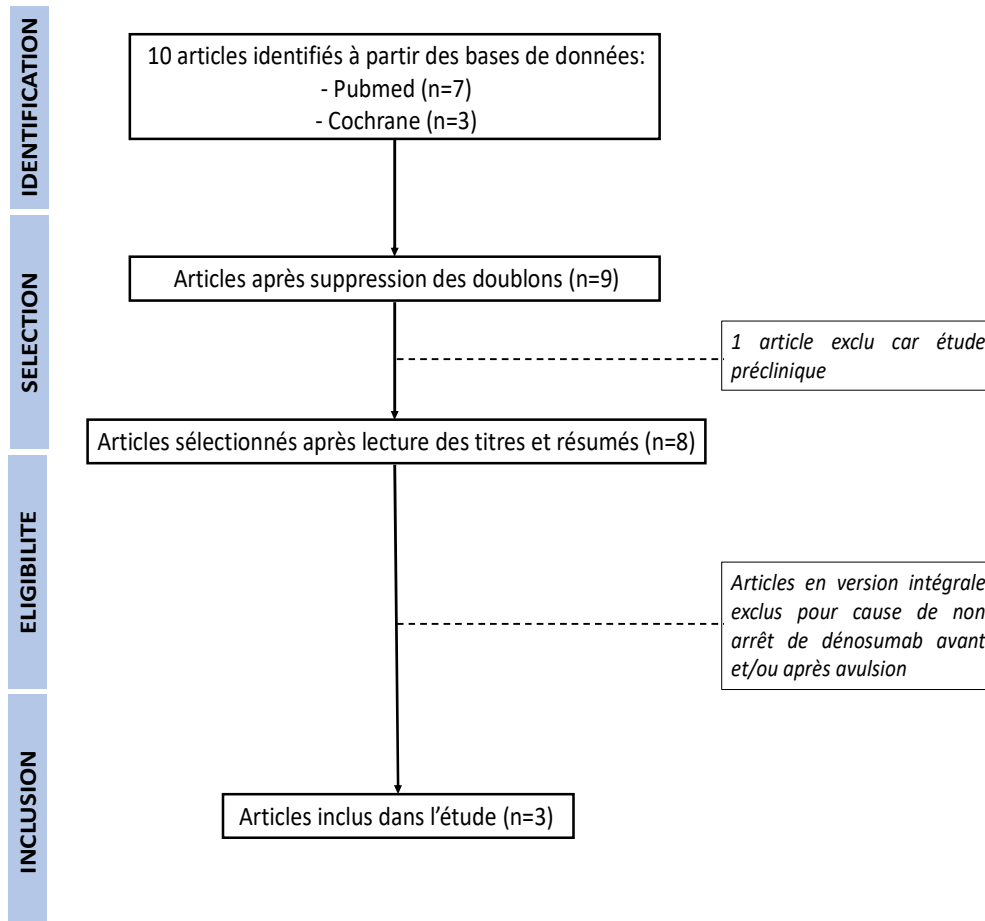 IDENTIFICATION
10 articles identifiés à partir des bases de données:
- Pubmed (n=7)
- Cochrane (n=3)
SELECTION
Articles après suppression des doublons (n=9)
1 article exclu car étude
préclinique
Articles sélectionnés après lecture des titres et résumés (n=8)
ELIGIBILITE
Articles en version intégrale
exclus pour cause de non
arrêt de dénosumab avant
et/ou après avulsion
INCLUSION
Articles inclus dans l'étude (n=3)